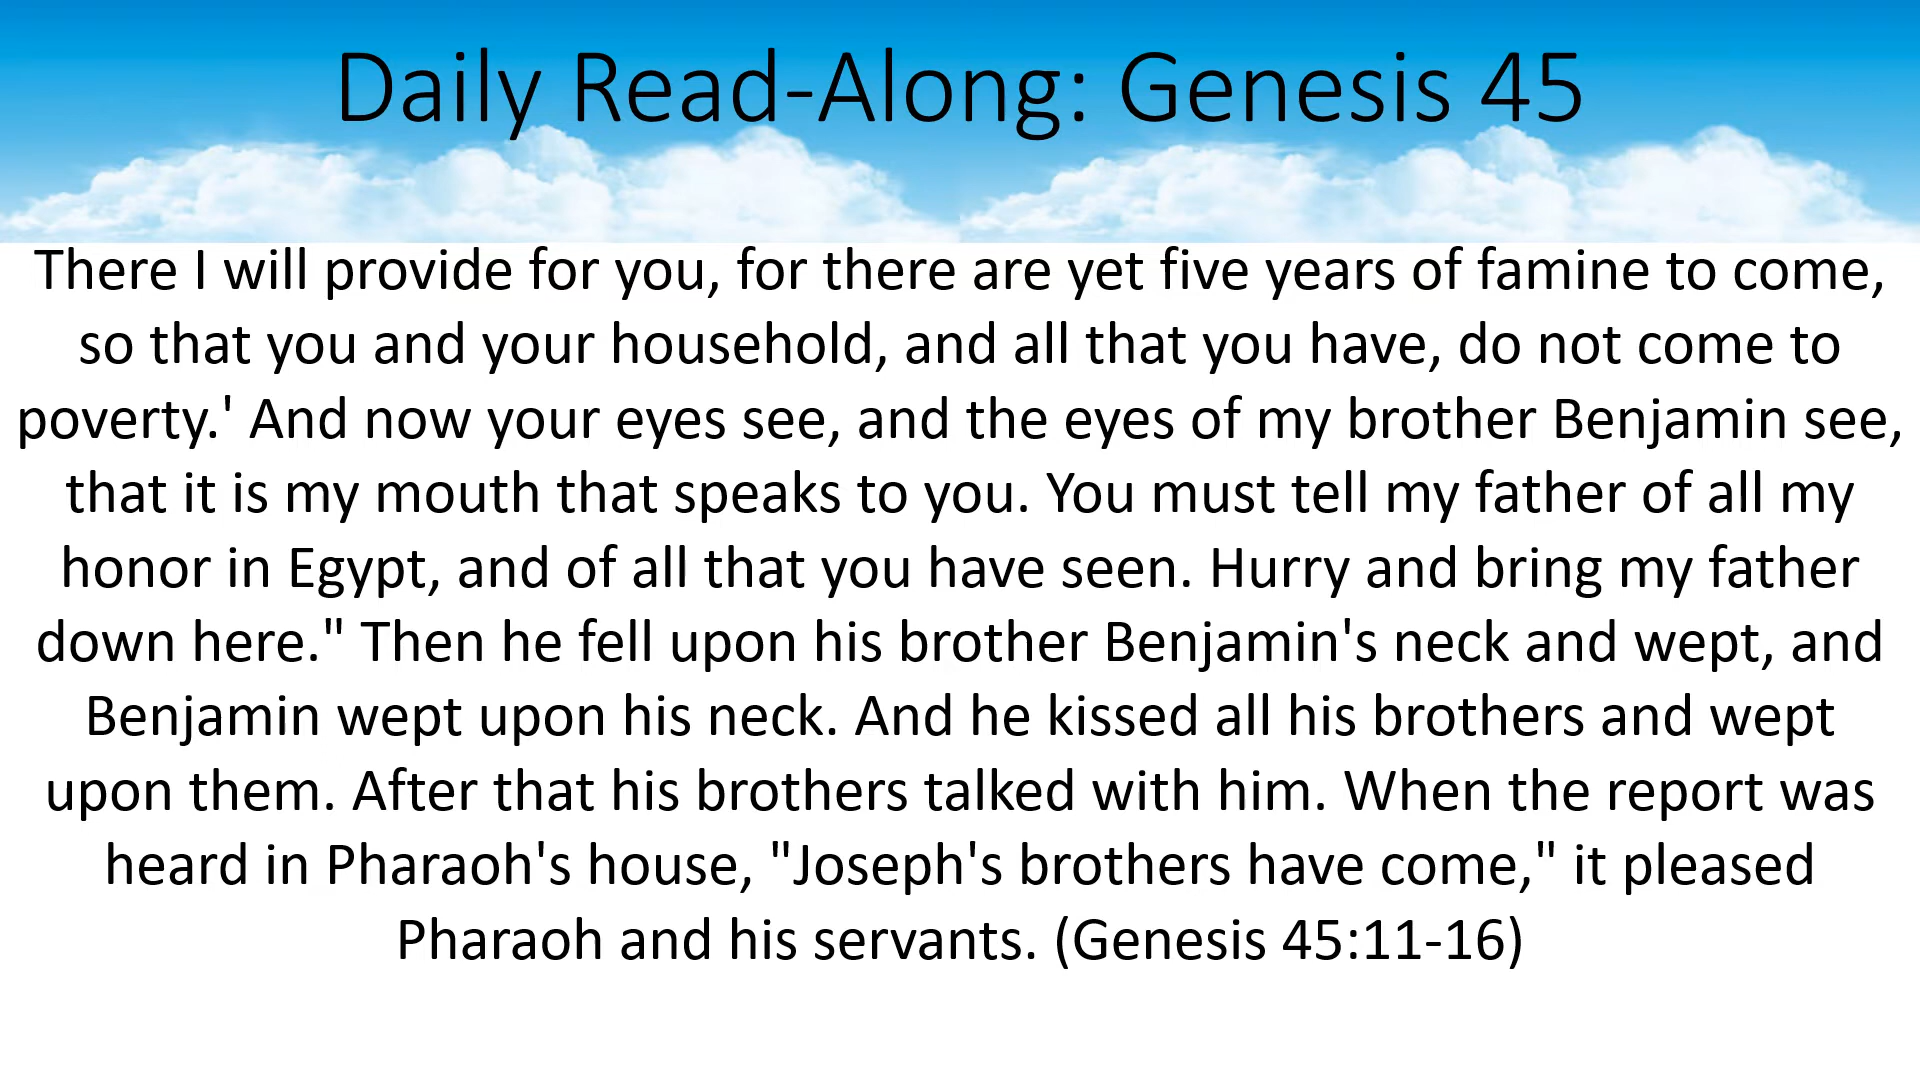 Daily Read-Along: Genesis 45
There I will provide for you, for there are yet five years of famine to come,
so that you and your household, and all that you have, do not come to
poverty.' And now your eyes see, and the eyes of my brother Benjamin see,
that it is my mouth that speaks to you. You must tell my father of all my
honor in Egypt, and of all that you have seen. Hurry and bring my father
down here." Then he fell upon his brother Benjamin's neck and wept, and
Benjamin wept upon his neck. And he kissed all his brothers and wept
upon them. After that his brothers talked with him. When the report was
heard in Pharaoh's house, "Joseph's brothers have come," it pleased
Pharaoh and his servants. (Genesis 45:11-16)